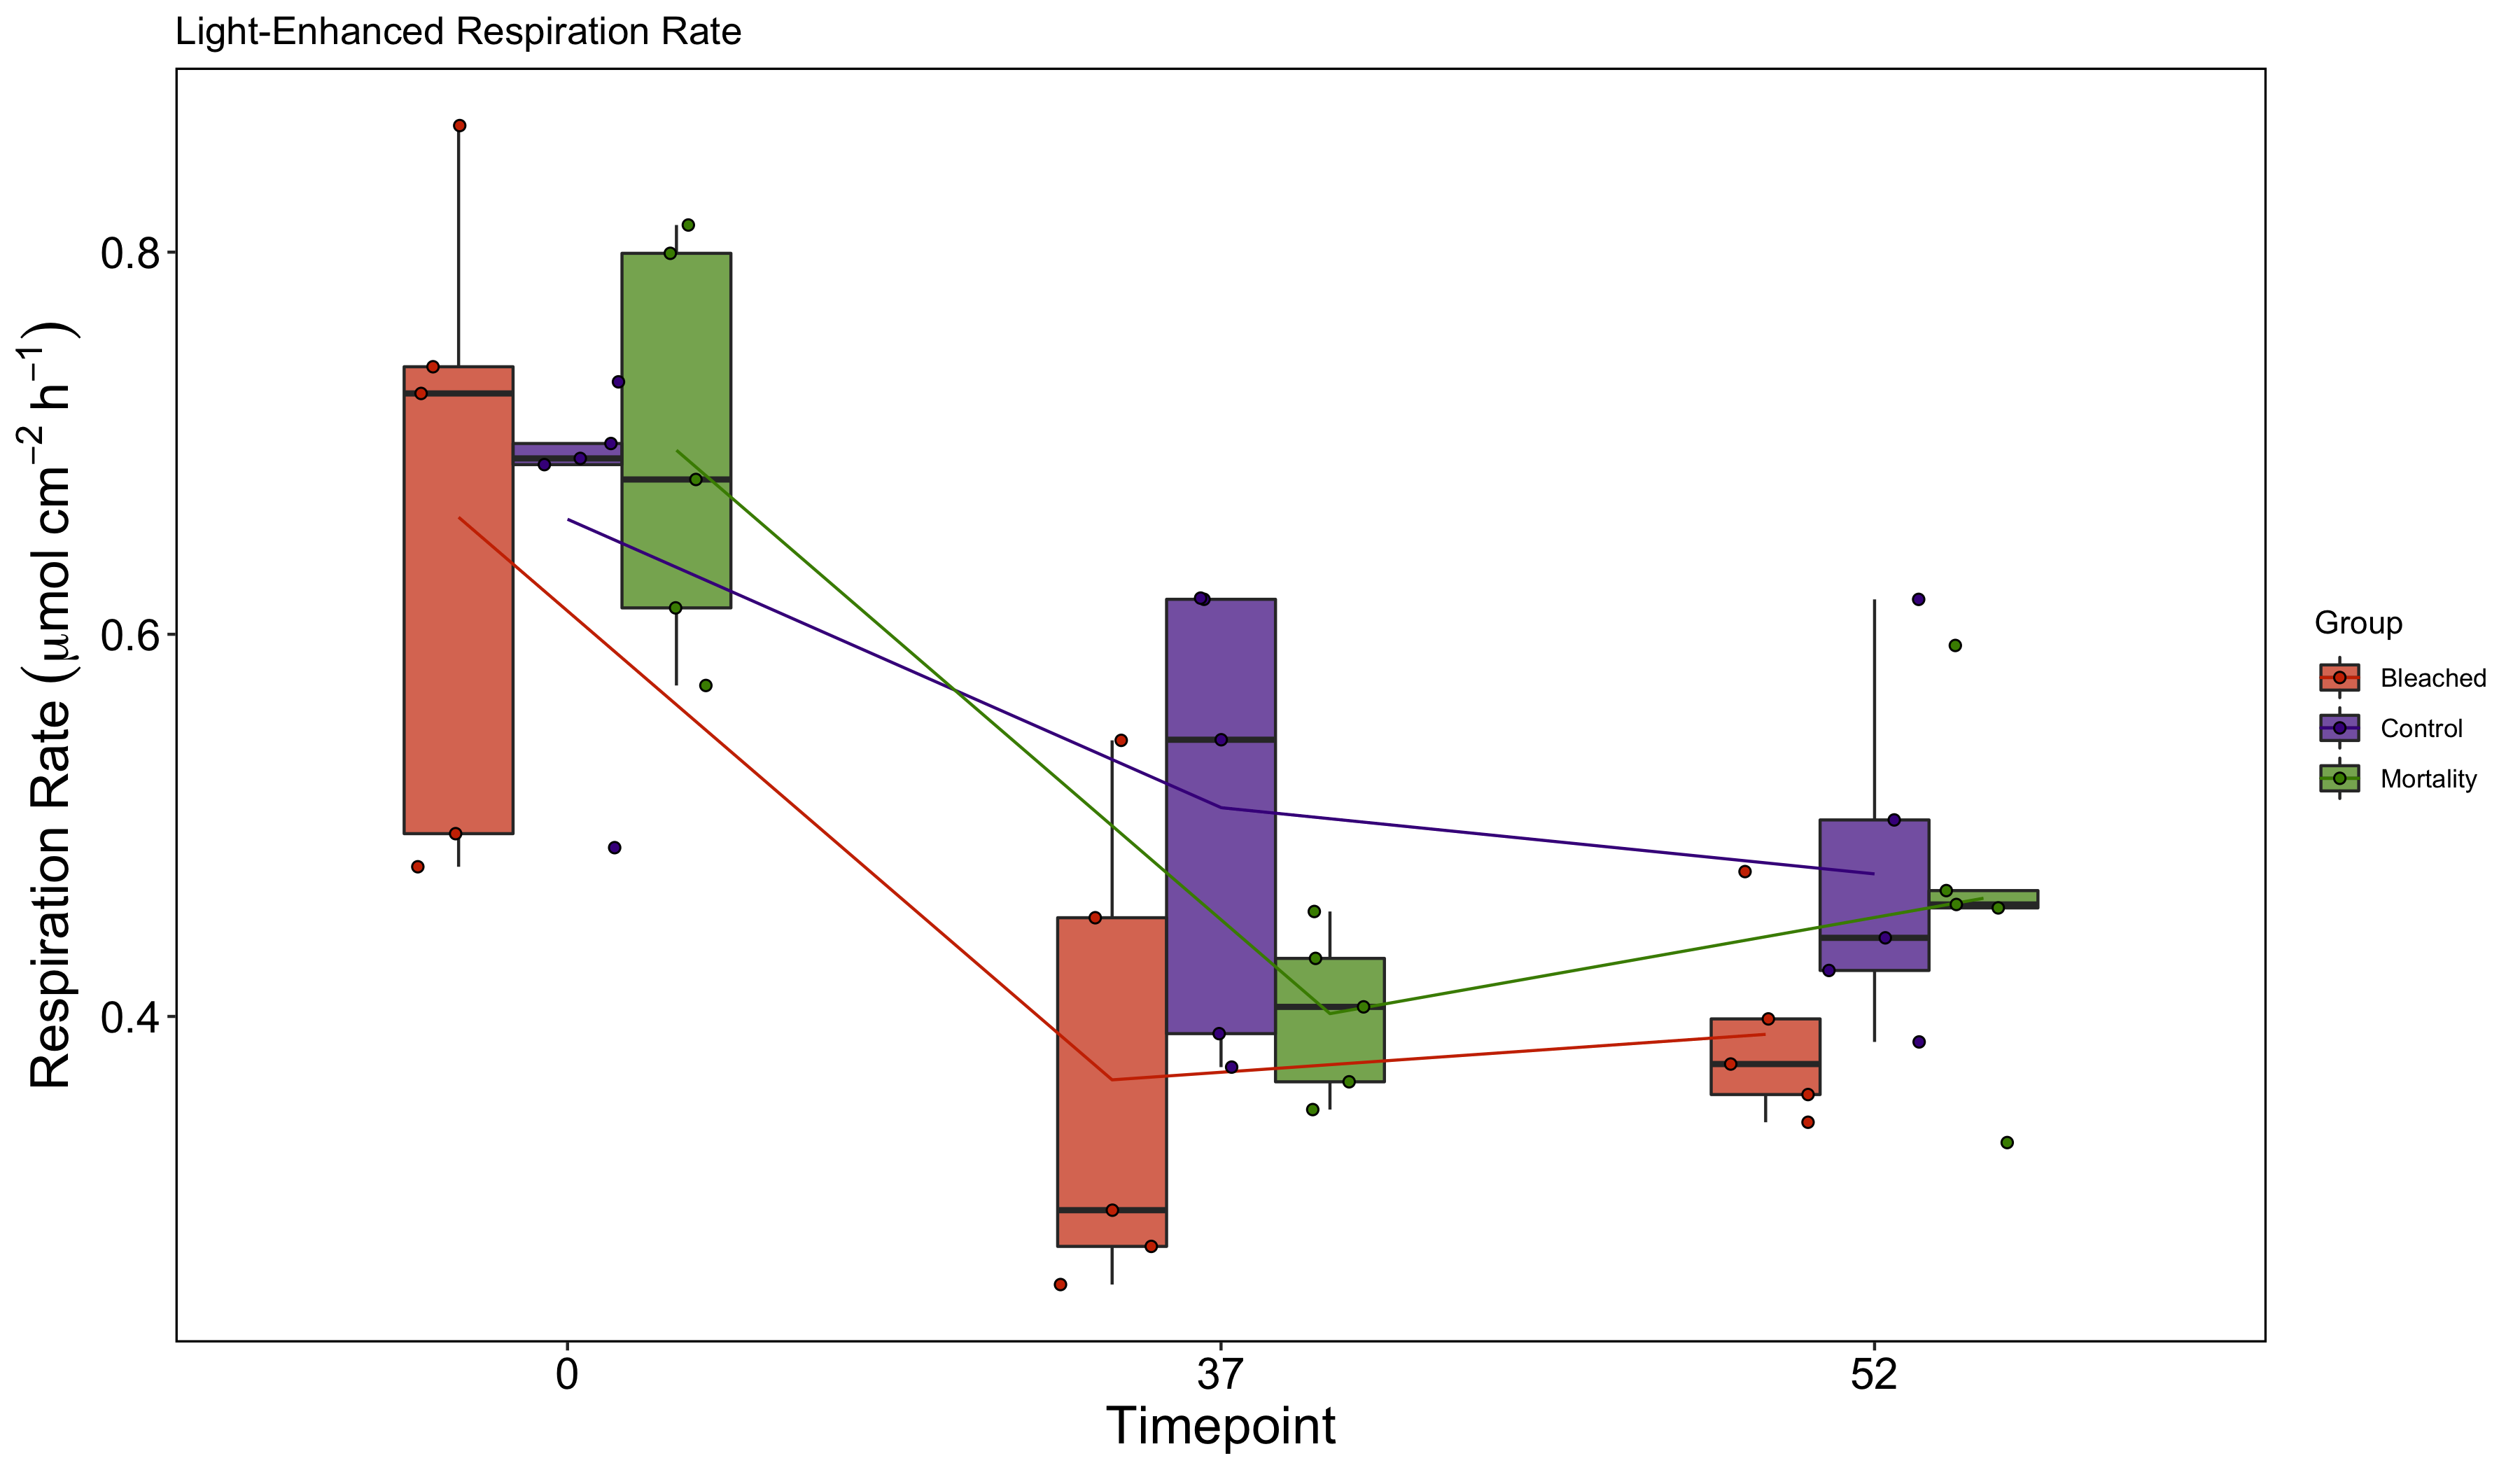 Light-Enhanced Respiration Rate
Respiration Rate (μmol cm⁻² h⁻¹)
0.8
0.6
0.4
0
37
52
Timepoint
Group
Bleached
Control
Mortality